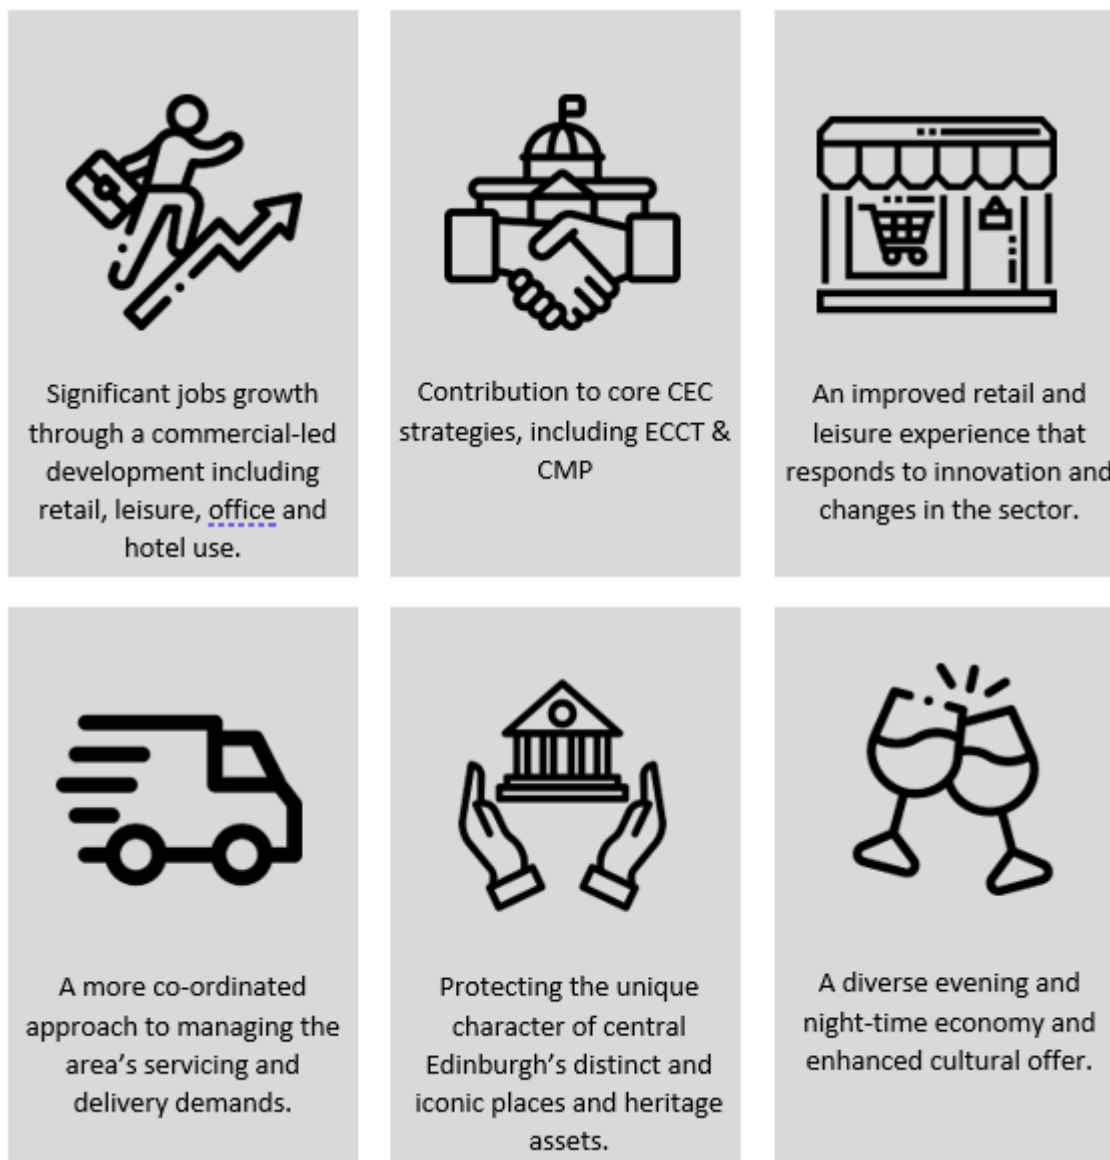 Significant jobs growth
through a commercial-led
development including
retail, leisure, office and
hotel use.
Contribution to core CEC
strategies, including ECCT &
CMP
An improved retail and
leisure experience that
responds to innovation and
changes in the sector.
A more co-ordinated
approach to managing the
area’s servicing and
delivery demands.
Protecting the unique
character of central
Edinburgh’s distinct and
iconic places and heritage
assets.
A diverse evening and
night-time economy and
enhanced cultural offer.